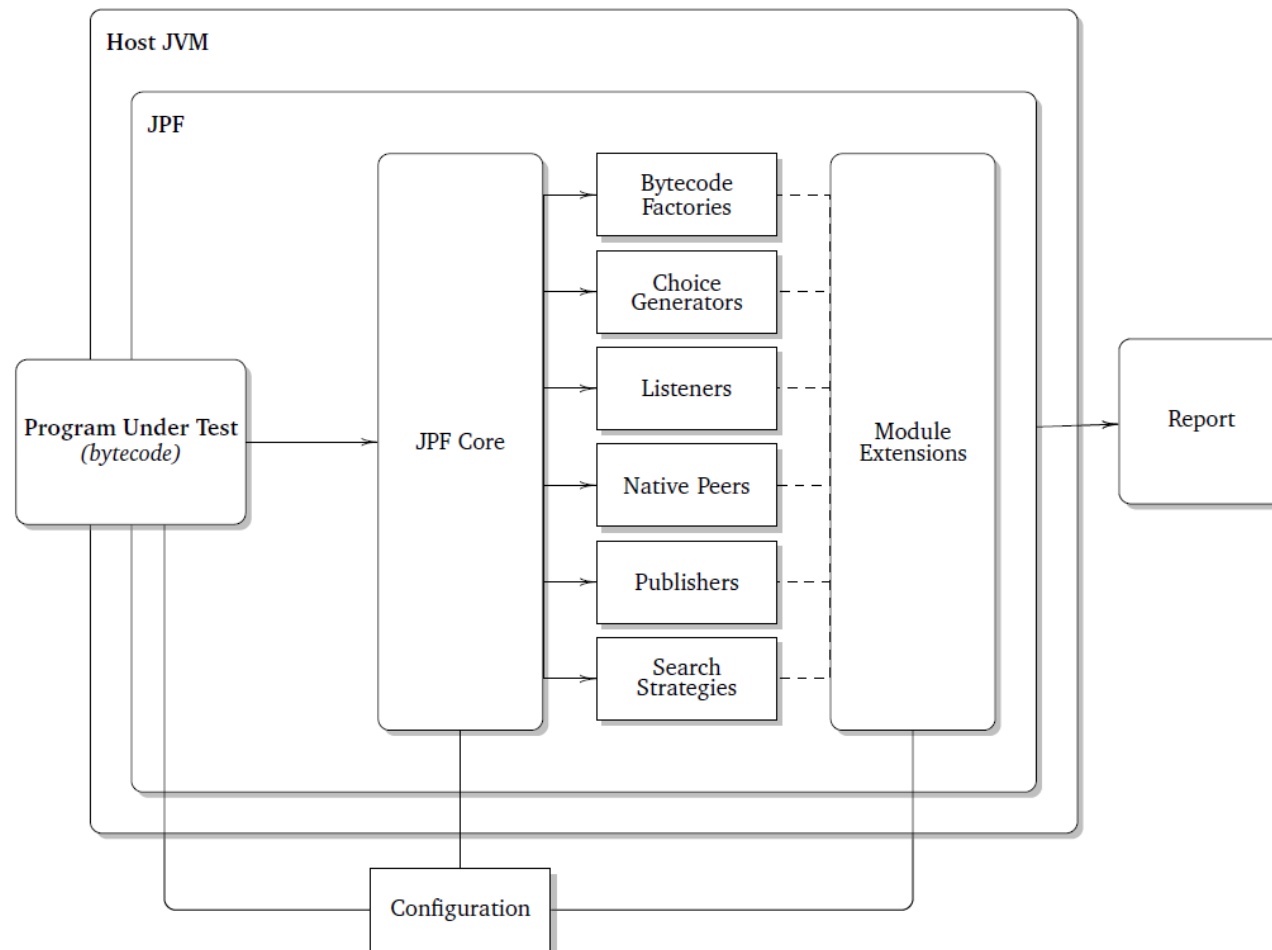 Host JVM
JPF
Bytecode
Factories
Choice
Generators
Listeners
Program Under Test
(bytecode)
JPF Core
Module
Extensions
Report
Native Peers
Publishers
Search
Strategies
Configuration